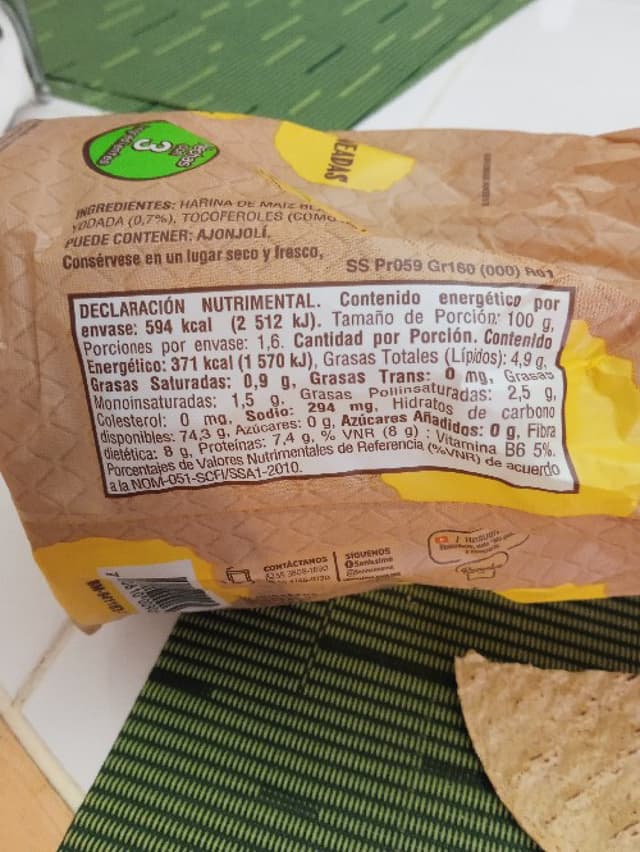 3
ingredientes
EADAS
INGREDIENTES: HARINA DE MAIZ
YODADA (0,7%), TOCOFEROLES (COMO
PUEDE CONTENER: AJONJOLÍ.
Consérvese en un lugar seco y fresco,
SS Pr059 Gr160 (000) R01
DECLARACIÓN NUTRIMENTAL. Contenido energético por
envase: 594 kcal (2 512 kJ). Tamaño de Porción: 100 g,
Porciones por envase: 1,6. Cantidad por Porción. Contenido
Energético: 371 kcal (1 570 kJ), Grasas Totales (Lípidos): 4,9 g,
Grasas Saturadas: 0,9 g, Grasas Trans: 0 mg, Grasas
Monoinsaturadas: 1,5 g, Grasas Poliinsaturadas: 2,5 g,
Colesterol: 0 mg, Sodio: 294 mg, Hidratos de carbono
disponibles: 74,3 g, Azúcares: 0 g, Azúcares Añadidos: 0 g, Fibra
dietética: 8 g, Proteínas: 7,4 g, % VNR (8 g) : Vitamina B6 5%.
Porcentajes de Valores Nutrimentales de Referencia (%VNR) de acuerdo
a la NOM-051-SCFI/SSA1-2010.
CONTÁCTANOS
SÍGUENOS